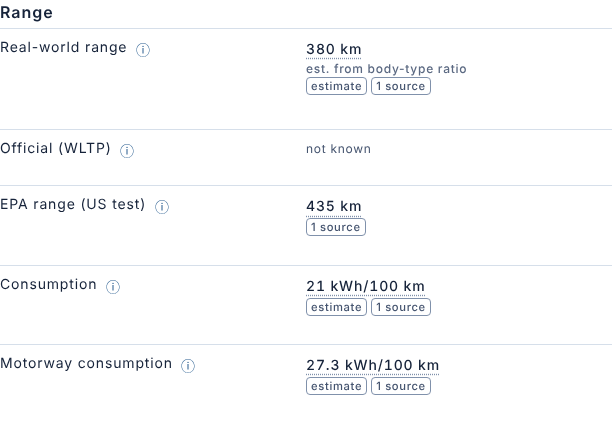 Range
Real-world range
380 km
est. from body-type ratio
estimate 1 source
Official (WLTP)
not known
EPA range (US test)
435 km
1 source
Consumption
21 kWh/100 km
estimate 1 source
Motorway consumption
27.3 kWh/100 km
estimate 1 source